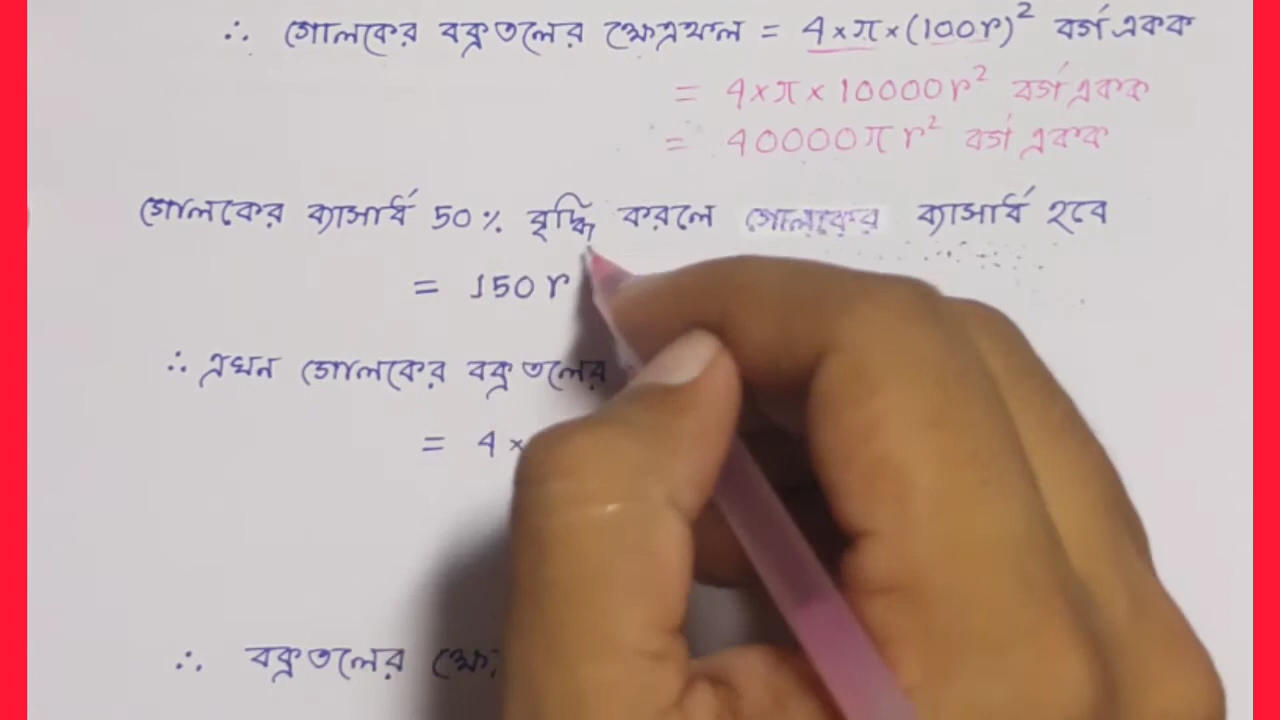 ∴ গোলকের বক্রতলের ক্ষেত্রফল = 4×π×(100r)² বর্গ একক
= 4×π×10000r² বর্গ একক
= 40000πr² বর্গ একক
গোলকের ব্যাসার্ধ 50% বৃদ্ধি করলে গোলকের ব্যাসার্ধ হবে
= 150r
∴ এখন গোলকের বক্রতলের
= 4×
∴ বক্রতলের